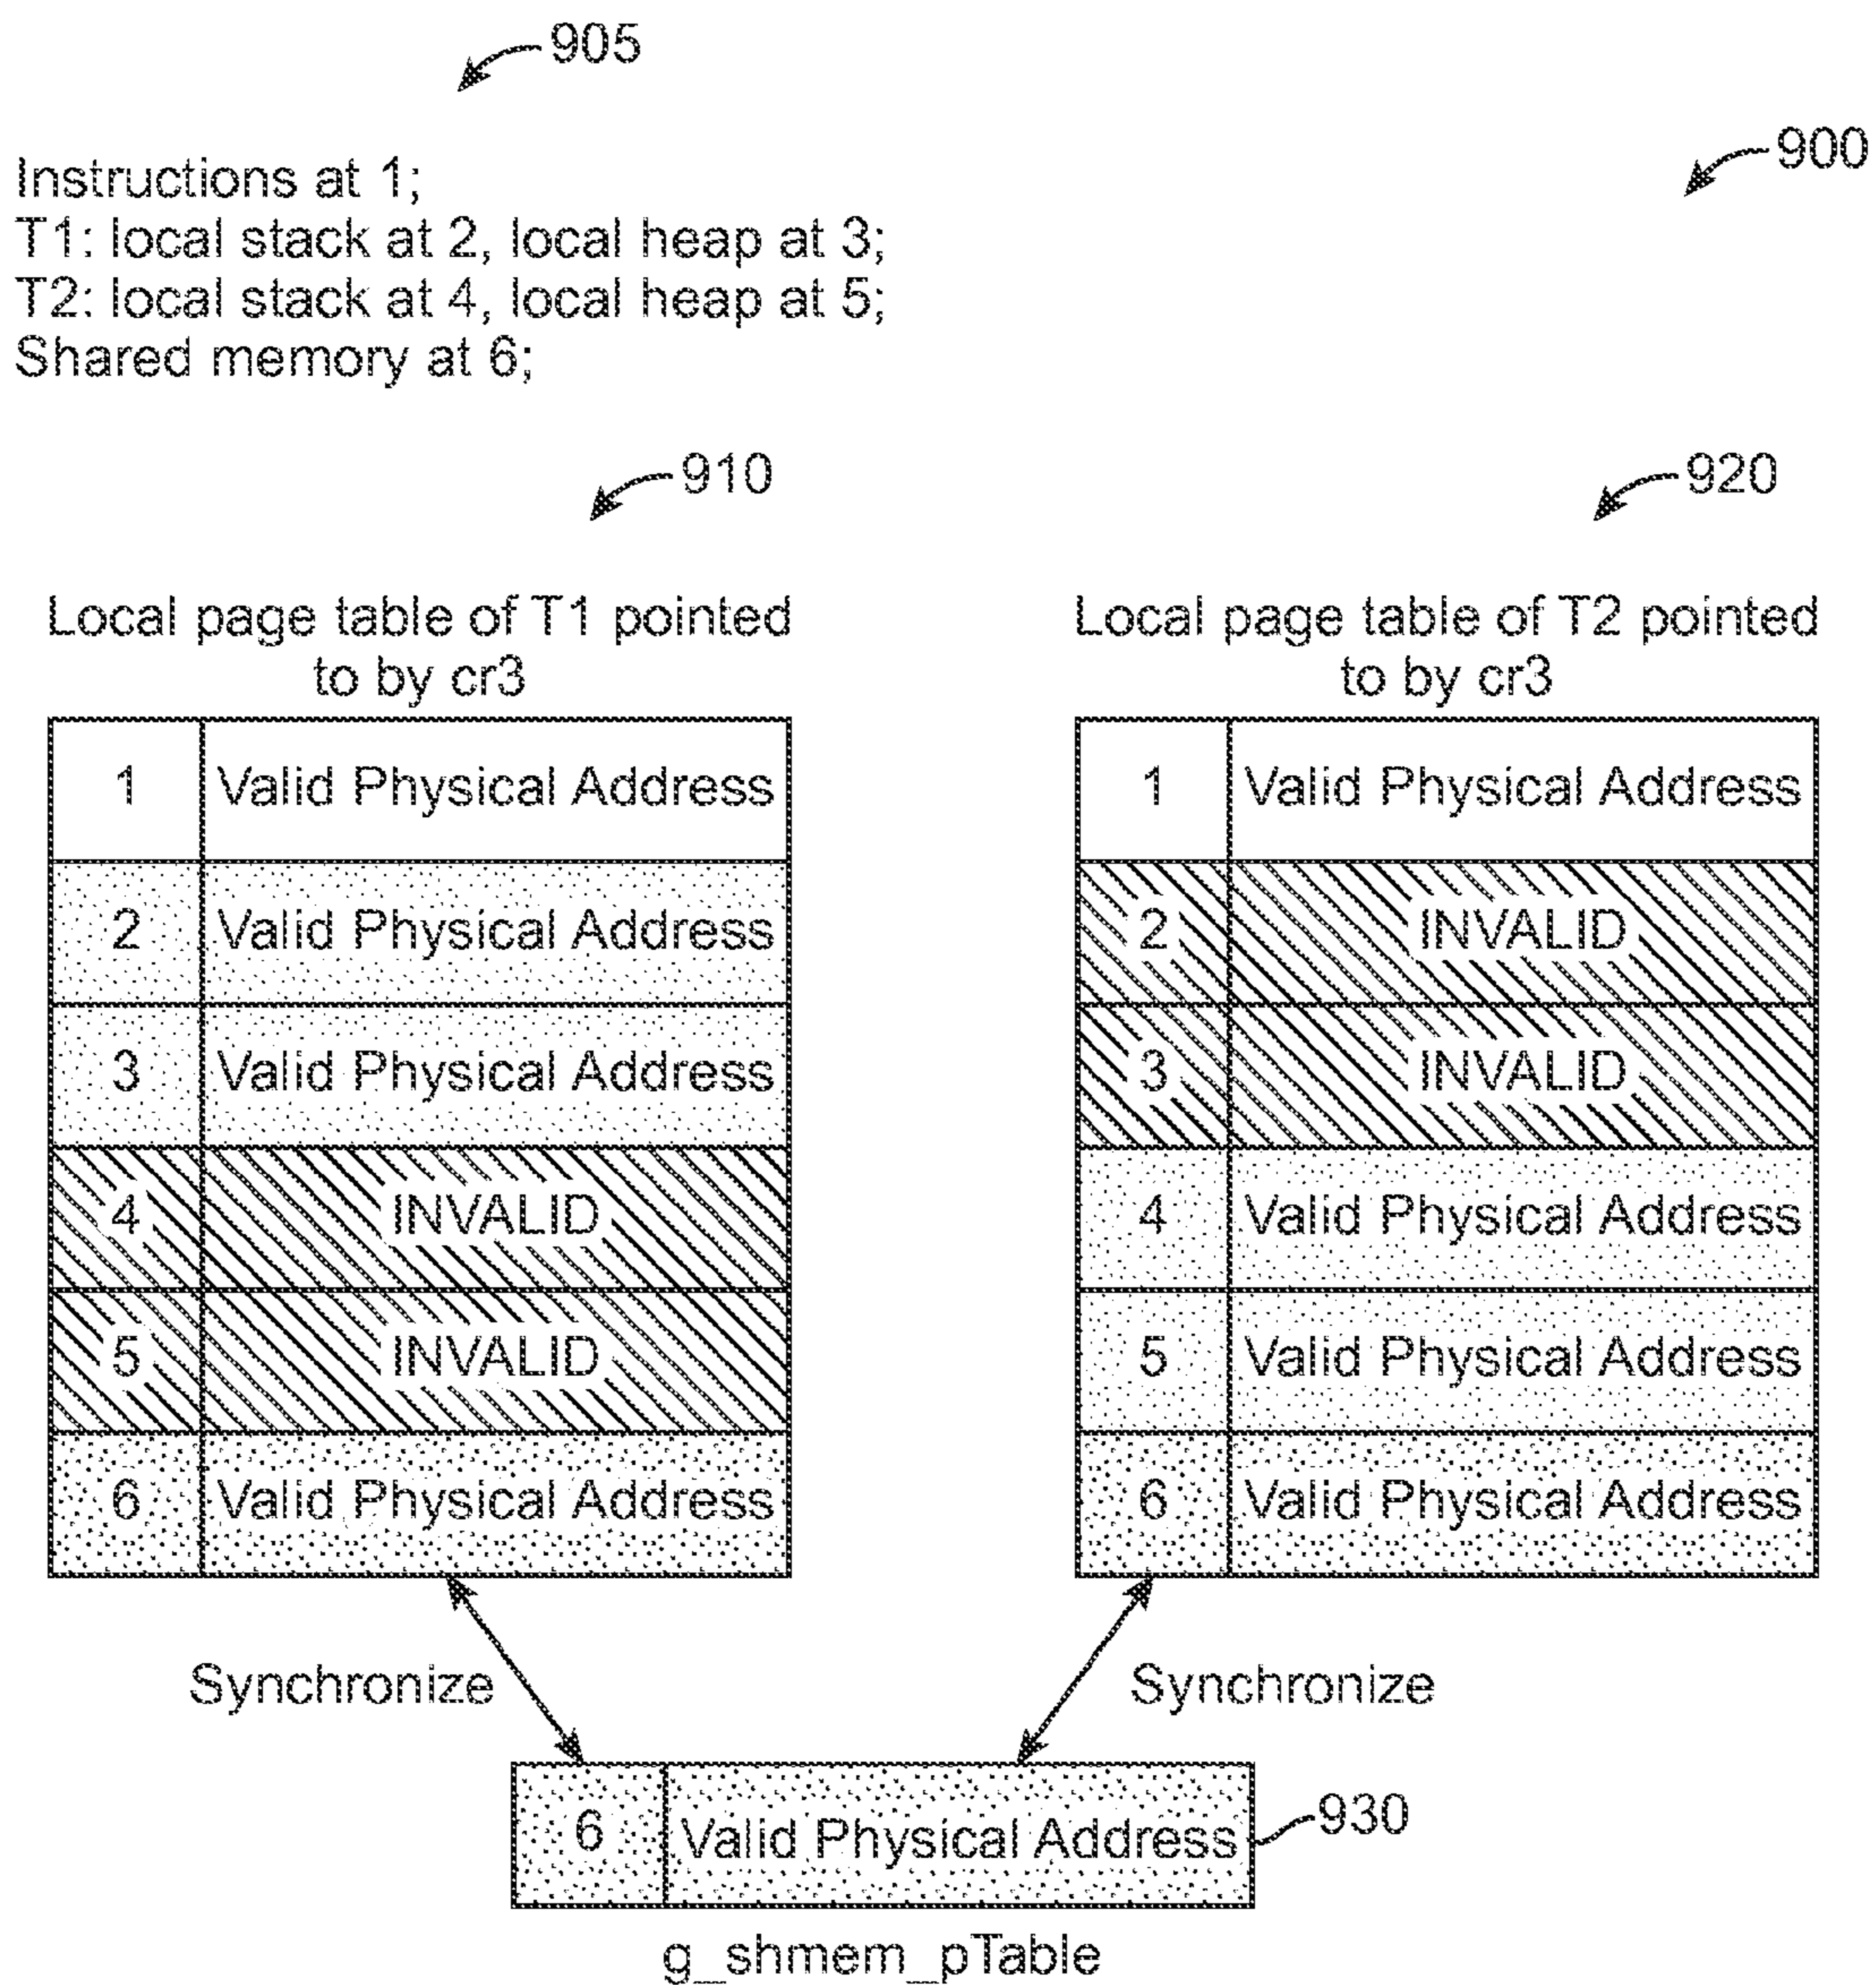 905
900
Instructions at 1;
T1: local stack at 2, local heap at 3;
T2: local stack at 4, local heap at 5;
Shared memory at 6;
910
920
Local page table of T1 pointed
to by cr3
1 Valid Physical Address
2 Valid Physical Address
3 Valid Physical Address
4 INVALID
5 INVALID
6 Valid Physical Address
Local page table of T2 pointed
to by cr3
1 Valid Physical Address
2 INVALID
3 INVALID
4 Valid Physical Address
5 Valid Physical Address
6 Valid Physical Address
Synchronize
Synchronize
6 Valid Physical Address
930
g_shmem_pTable